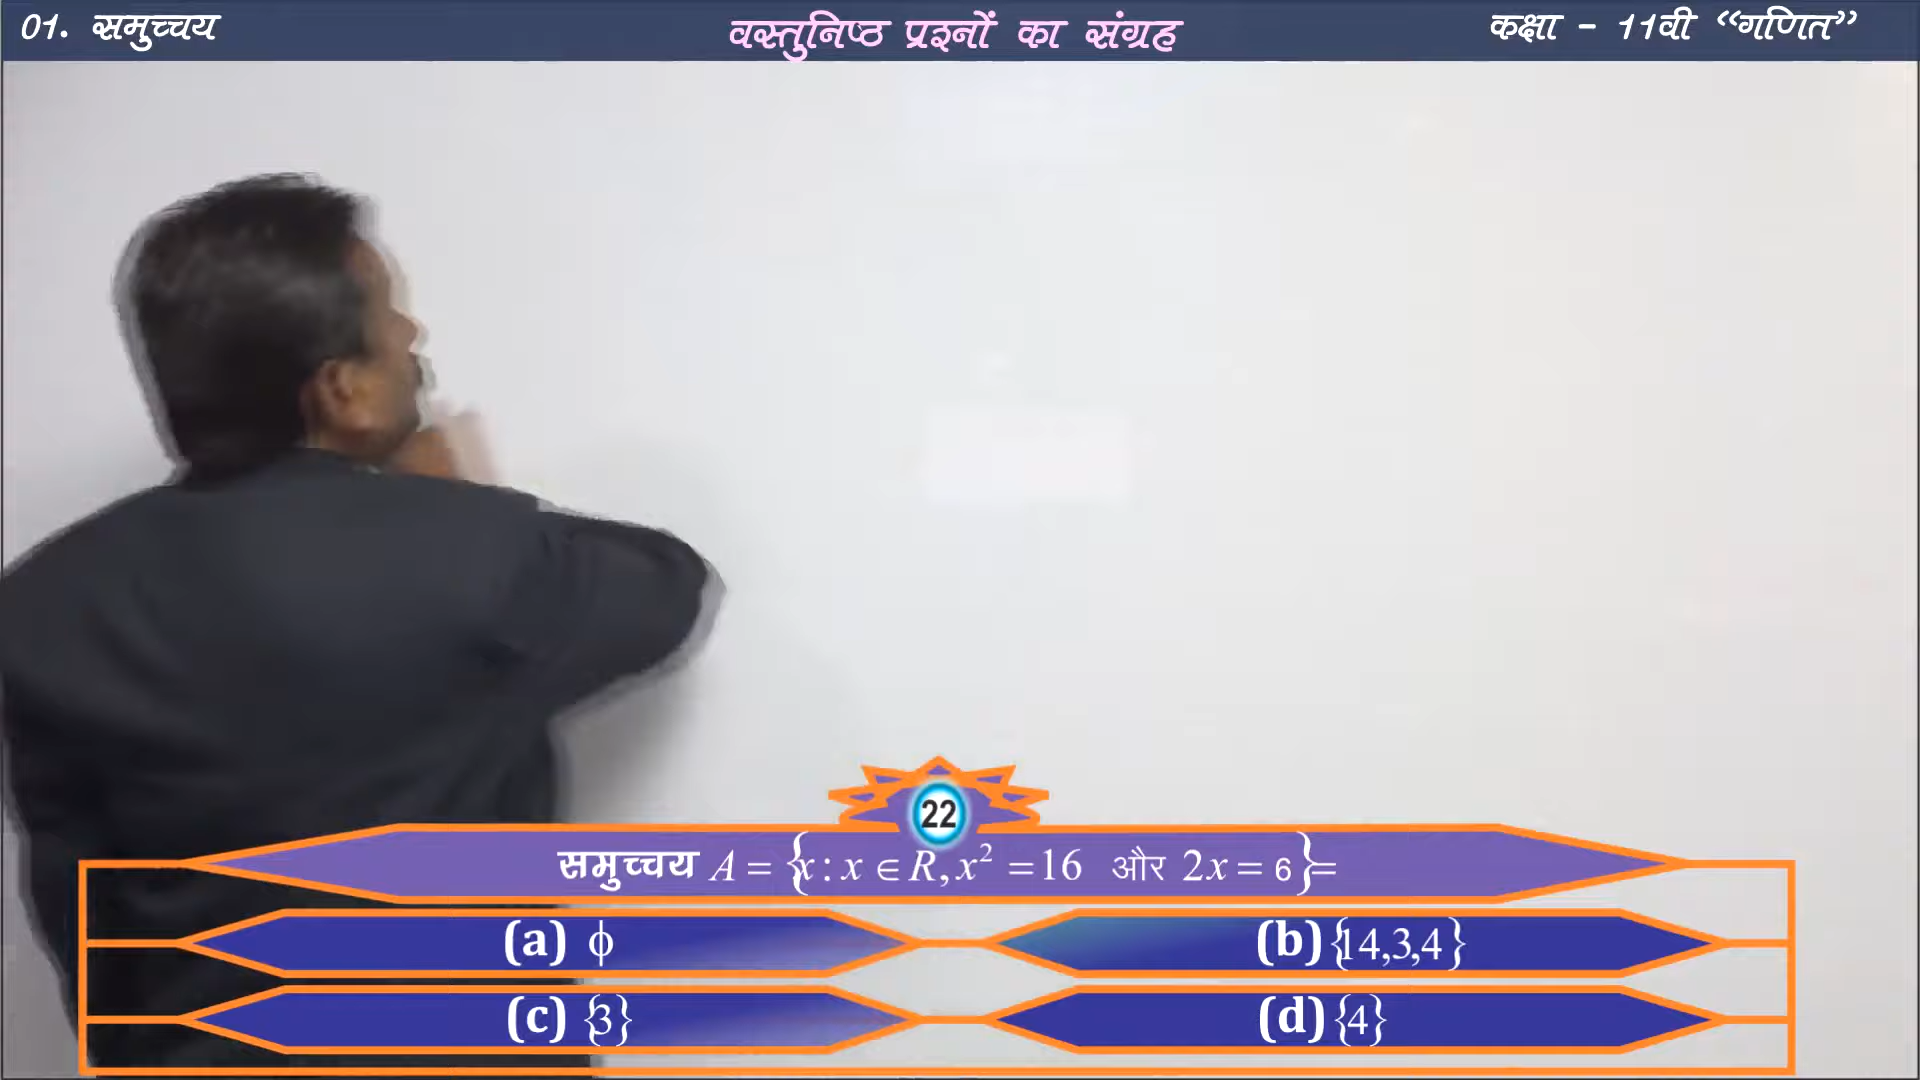 01. समुच्चय
वस्तुनिष्ठ प्रश्नों का संग्रह
कक्षा - 11वी “गणित”
22
समुच्चय A = {x : x ∈ R, x² = 16 और 2x = 6} =
(a) ϕ
(b) {14,3,4}
(c) {3}
(d) {4}